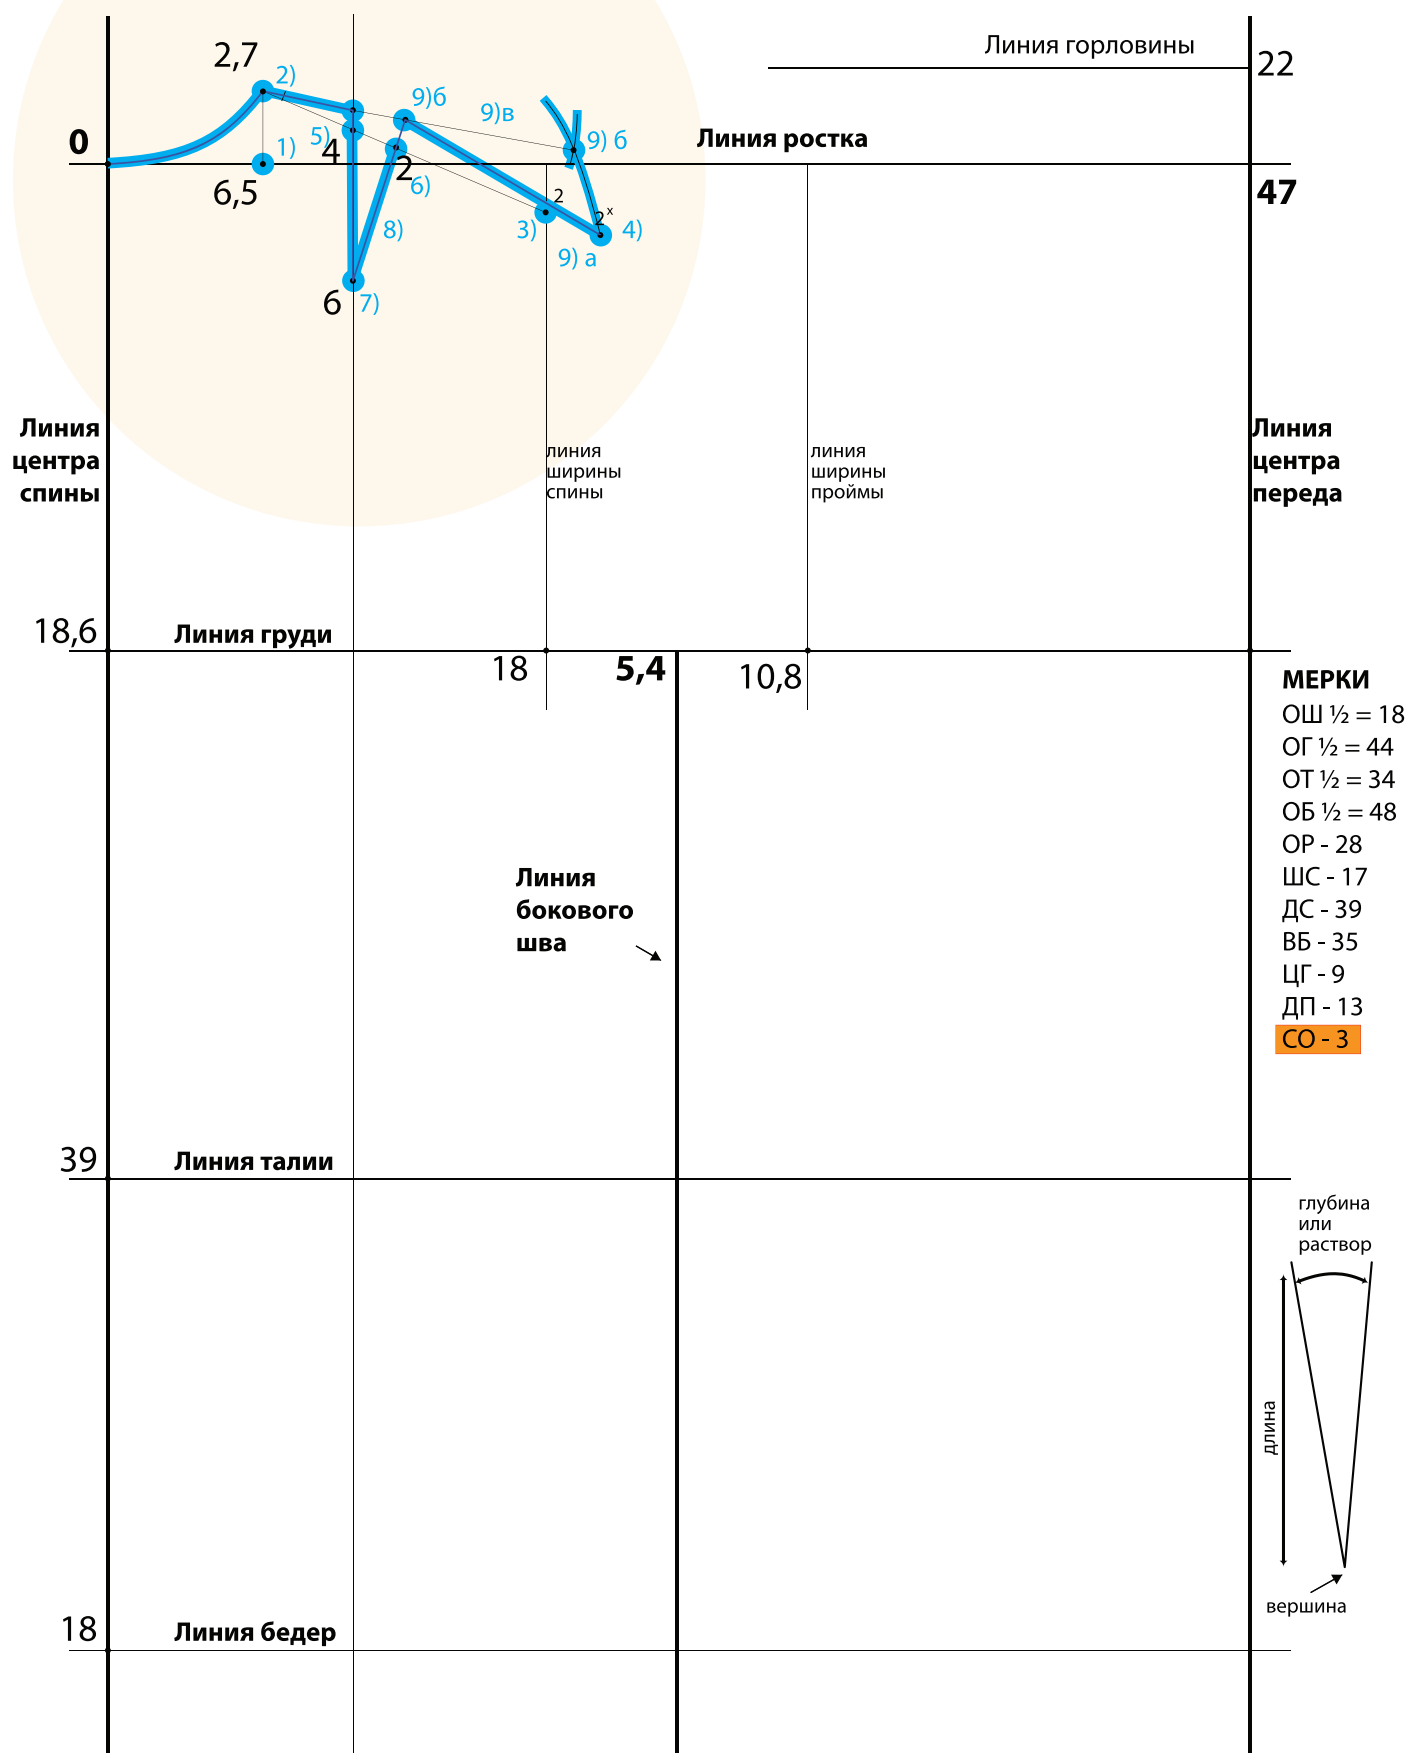 Линия горловины
22
2,7
2)
9)б
9)в
0
1)
5)
4
2
6)
9) б
Линия ростка
6,5
47
8)
3)
2
2х
4)
9) а
6
7)
Линия
центра
спины
линия
ширины
спины
линия
ширины
проймы
Линия
центра
переда
18,6
Линия груди
18
5,4
10,8
МЕРКИ
ОШ ½ = 18
ОГ ½ = 44
ОТ ½ = 34
ОБ ½ = 48
ОР - 28
ШС - 17
ДС - 39
ВБ - 35
ЦГ - 9
ДП - 13
СО - 3
Линия
бокового
шва
39
Линия талии
глубина
или
раствор
длина
вершина
18
Линия бедер